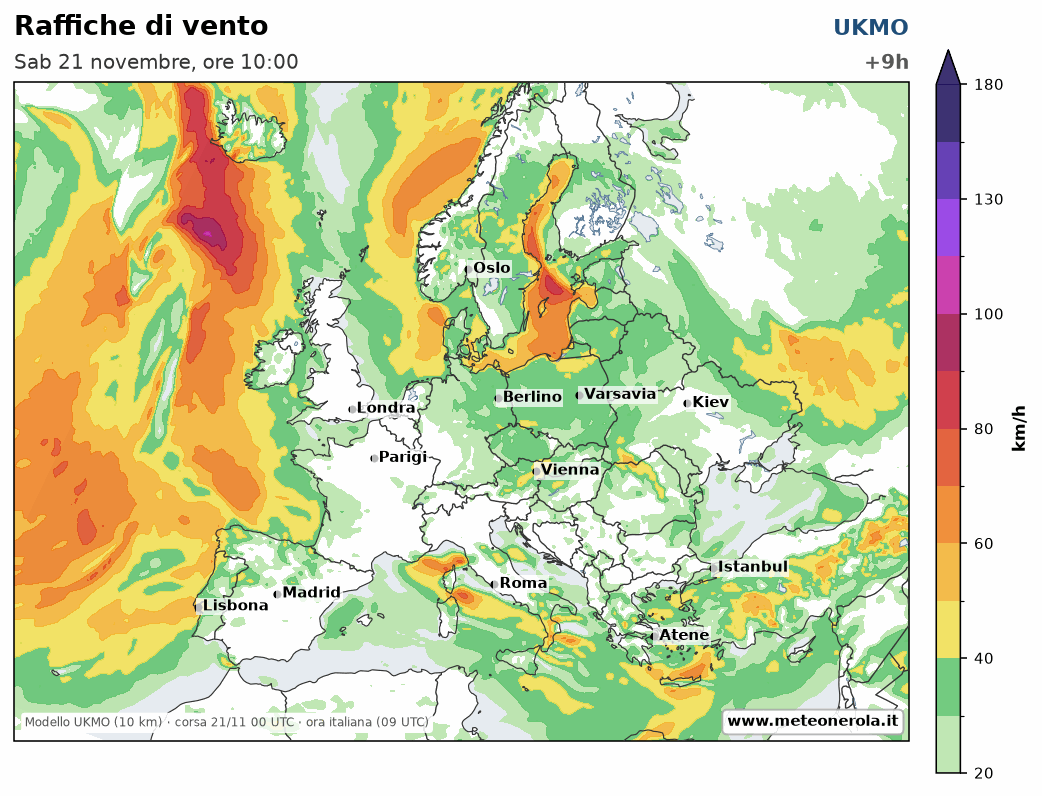 Raffiche di vento
UKMO
Sab 21 novembre, ore 10:00
+9h
180
130
100
80
60
40
20
km/h
Oslo
Berlino
Varsavia
Kiev
Londra
Parigi
Vienna
Istanbul
Roma
Madrid
Lisbona
Atene
Modello UKMO (10 km) · corsa 21/11 00 UTC · ora italiana (09 UTC)
www.meteonerola.it